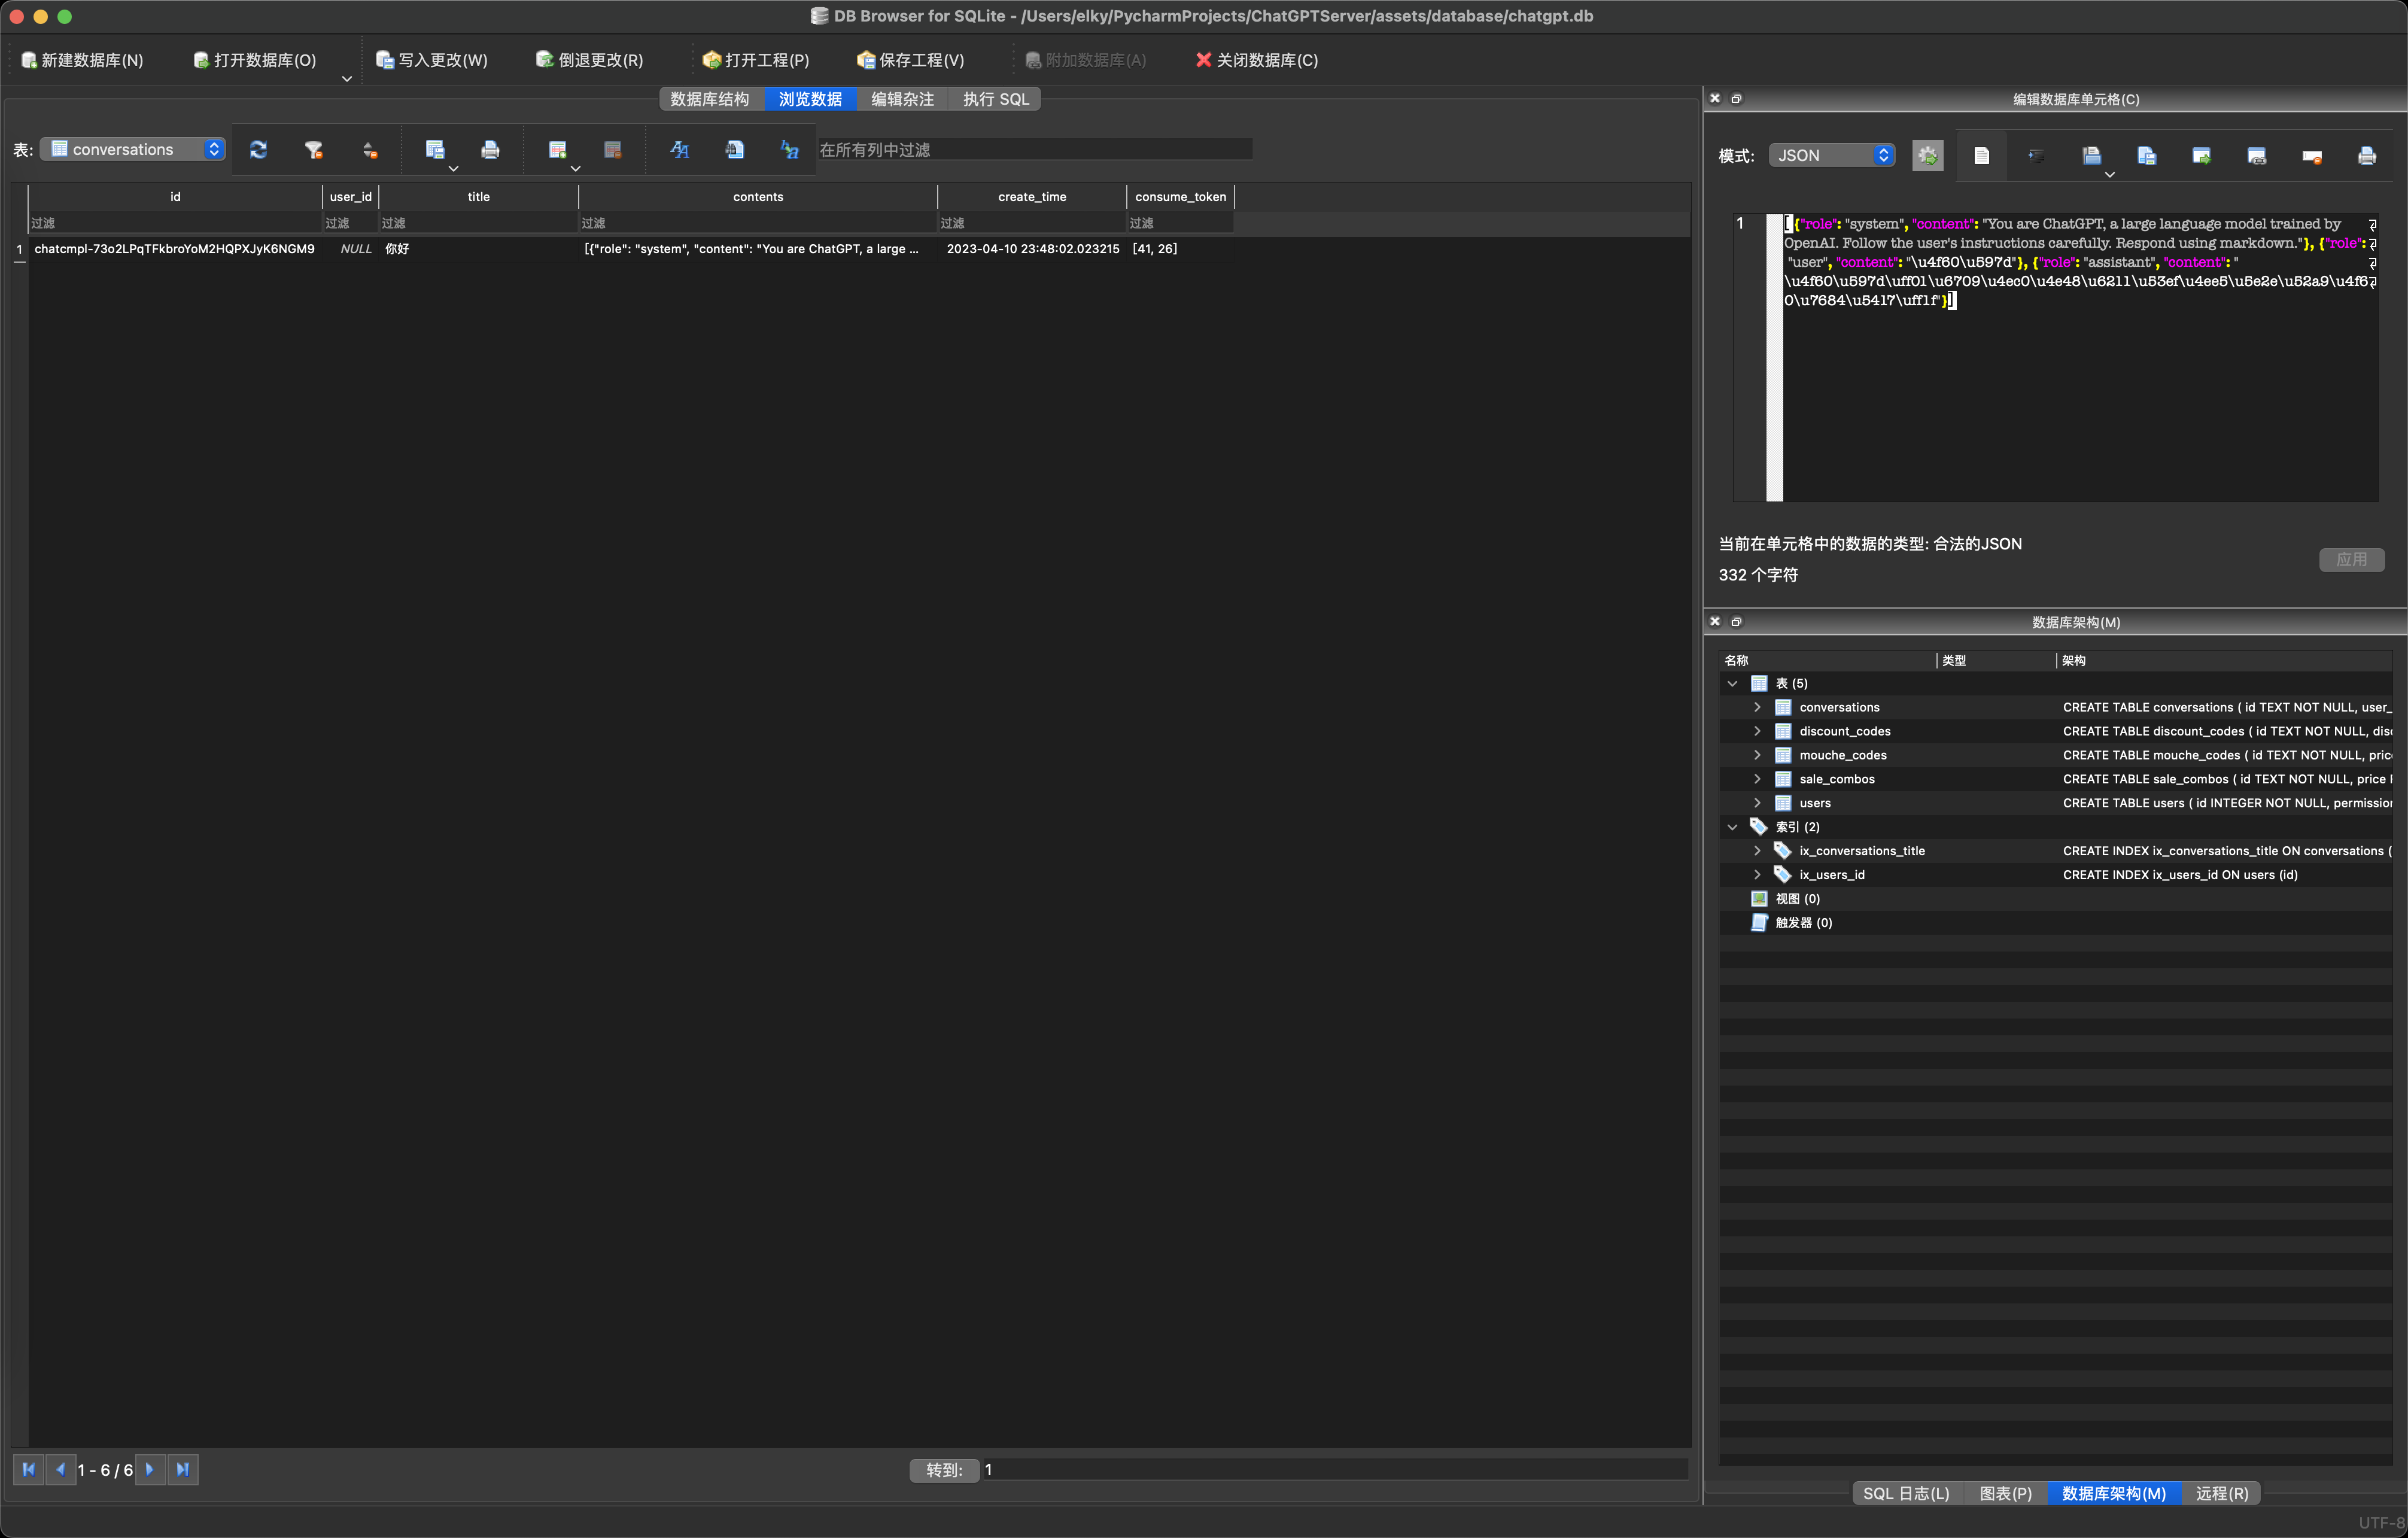 DB Browser for SQLite - /Users/elky/PycharmProjects/ChatGPTServer/assets/database/chatgpt.db
新建数据库(N) 打开数据库(O) 写入更改(W) 倒退更改(R) 打开工程(P) 保存工程(V) 附加数据库(A) 关闭数据库(C)
数据库结构 浏览数据 编辑杂注 执行 SQL
表: conversations 在所有列中过滤
id user_id title contents create_time consume_token
过滤 过滤 过滤 过滤 过滤 过滤
1 chatcmpl-73o2LPqTFkbroYoM2HQPXJyK6NGM9 NULL 你好 [{"role": "system", "content": "You are ChatGPT, a large ... 2023-04-10 23:48:02.023215 [41, 26]
1 - 6 / 6 转到: 1
编辑数据库单元格(C)
模式: JSON
1 [{"role": "system", "content": "You are ChatGPT, a large language model trained by
OpenAI. Follow the user's instructions carefully. Respond using markdown."}, {"role":
"user", "content": "\u4f60\u597d"}, {"role": "assistant", "content": "
\u4f60\u597d\uff01\u6709\u4ec0\u4e48\u6211\u53ef\u4ee5\u5e2e\u52a9\u4f6
0\u7684\u5417\uff1f"}]
当前在单元格中的数据的类型: 合法的JSON
332 个字符
应用
数据库架构(M)
名称 类型 架构
表 (5)
conversations CREATE TABLE conversations ( id TEXT NOT NULL, user_
discount_codes CREATE TABLE discount_codes ( id TEXT NOT NULL, disc
mouche_codes CREATE TABLE mouche_codes ( id TEXT NOT NULL, price
sale_combos CREATE TABLE sale_combos ( id TEXT NOT NULL, price
users CREATE TABLE users ( id INTEGER NOT NULL, permission
索引 (2)
ix_conversations_title CREATE INDEX ix_conversations_title ON conversations (
ix_users_id CREATE INDEX ix_users_id ON users (id)
视图 (0)
触发器 (0)
SQL 日志(L) 图表(P) 数据库架构(M) 远程(R)
UTF-8